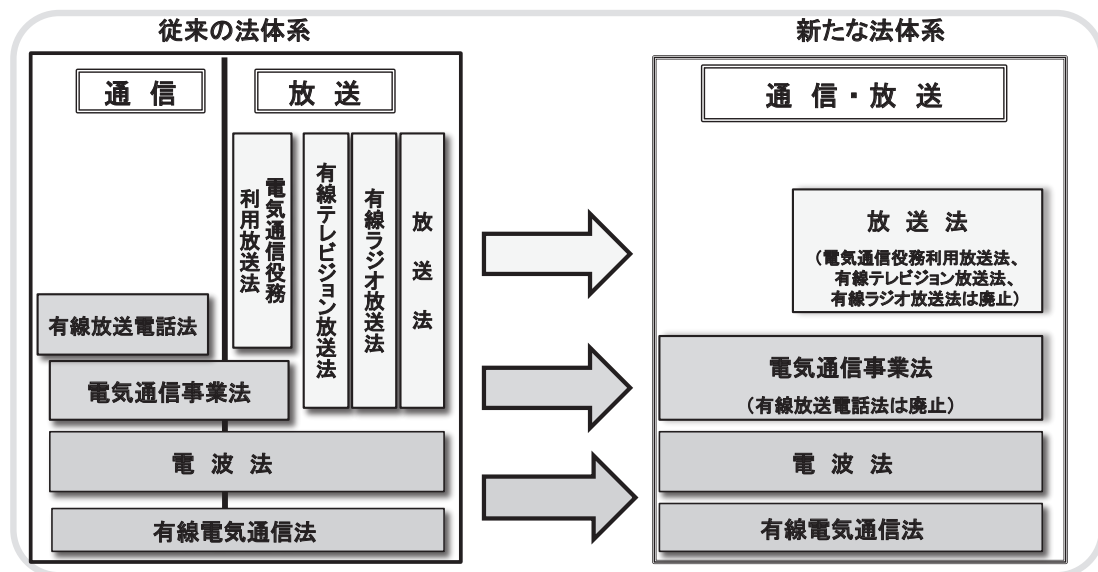 従来の法体系
通 信
放 送
電気通信役務
利用放送法
有線テレビジョン放送法
有線ラジオ放送法
放 送 法
有線放送電話法
電気通信事業法
電 波 法
有線電気通信法
新たな法体系
通 信 ・ 放 送
放 送 法
（電気通信役務利用放送法、
有線テレビジョン放送法、
有線ラジオ放送法は廃止）
電気通信事業法
（有線放送電話法は廃止）
電 波 法
有線電気通信法